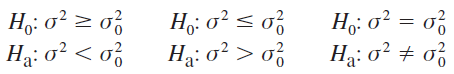 H₀: σ² ≥ σ₀²    H₀: σ² ≤ σ₀²    H₀: σ² = σ₀²
Hₐ: σ² < σ₀²    Hₐ: σ² > σ₀²    Hₐ: σ² ≠ σ₀²